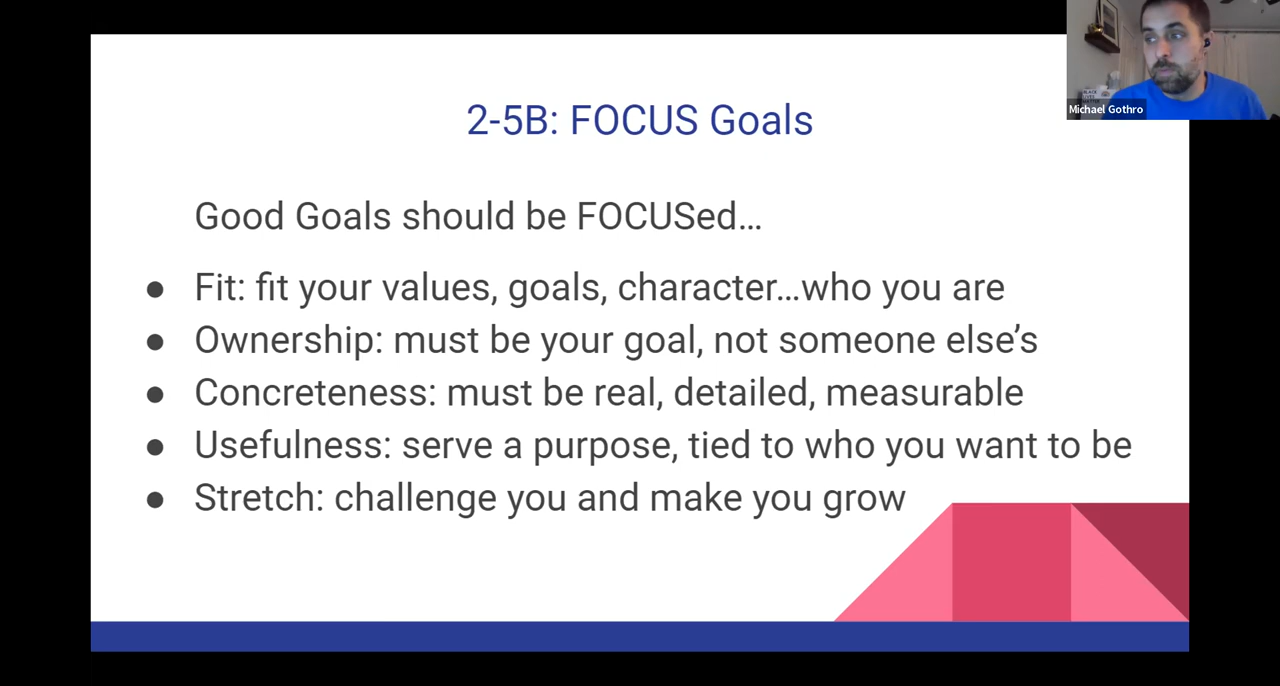 2-5B: FOCUS Goals
Good Goals should be FOCUSed…
● Fit: fit your values, goals, character…who you are
● Ownership: must be your goal, not someone else’s
● Concreteness: must be real, detailed, measurable
● Usefulness: serve a purpose, tied to who you want to be
● Stretch: challenge you and make you grow
BLACK
LIVES
Michael Gothro